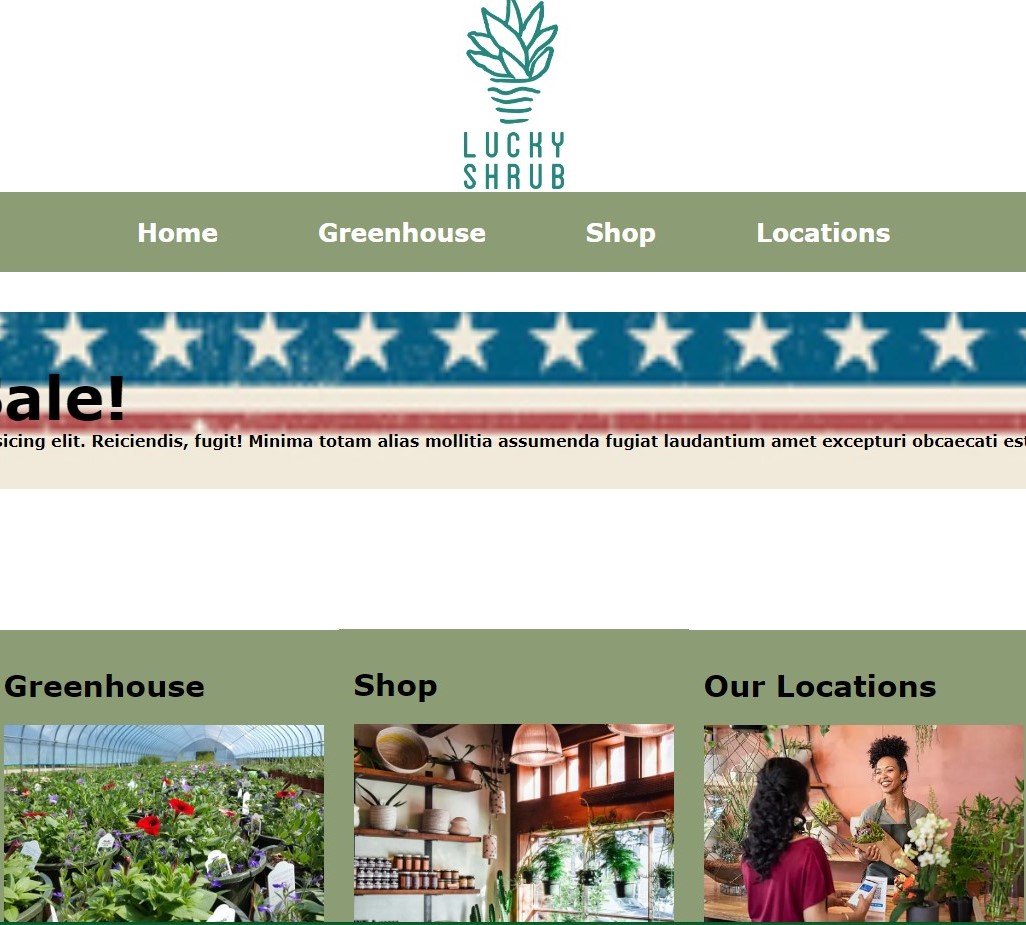 LUCKY
SHRUB
Home Greenhouse Shop Locations
ale!
sicing elit. Reiciendis, fugit! Minima totam alias mollitia assumenda fugiat laudantium amet excepturi obcaecati est
Greenhouse Shop Our Locations